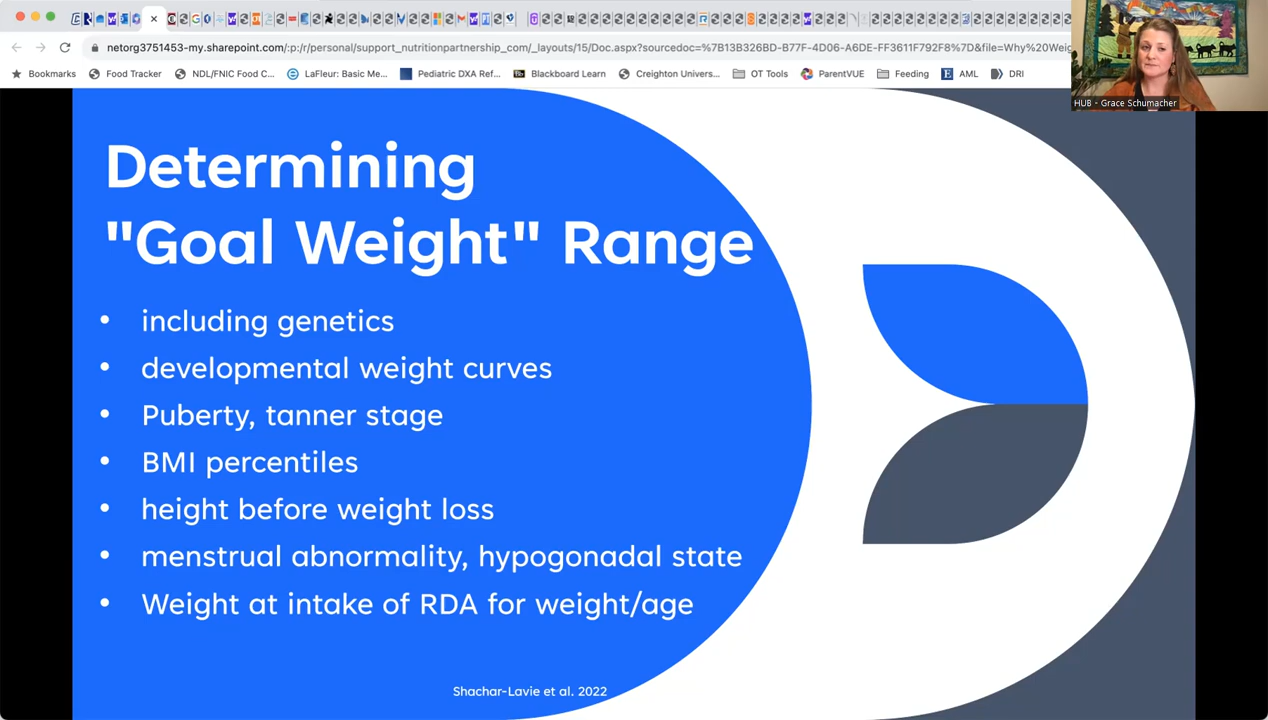 netorg3751453-my.sharepoint.com/:p:/r/personal/support_nutritionpartnership_com/_layouts/15/Doc.aspx?sourcedoc=%7B13B326BD-B77F-4D06-A6DE-FF3611F792F8%7D&file=Why%20Wei
Bookmarks Food Tracker NDL/FNIC Food C... LaFleur: Basic Me... Pediatric DXA Ref... Blackboard Learn Creighton Univers... OT Tools ParentVUE Feeding AML DRI
HUB - Grace Schumacher
Determining
"Goal Weight" Range
• including genetics
• developmental weight curves
• Puberty, tanner stage
• BMI percentiles
• height before weight loss
• menstrual abnormality, hypogonadal state
• Weight at intake of RDA for weight/age
Shachar-Lavie et al. 2022